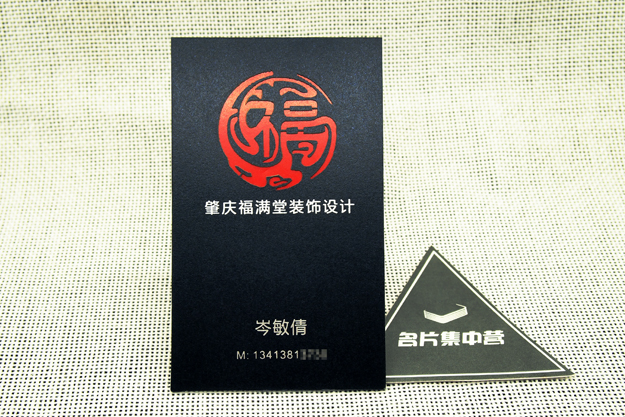 福
肇庆福满堂装饰设计
岑敏倩
M: 1341381
名片集中营